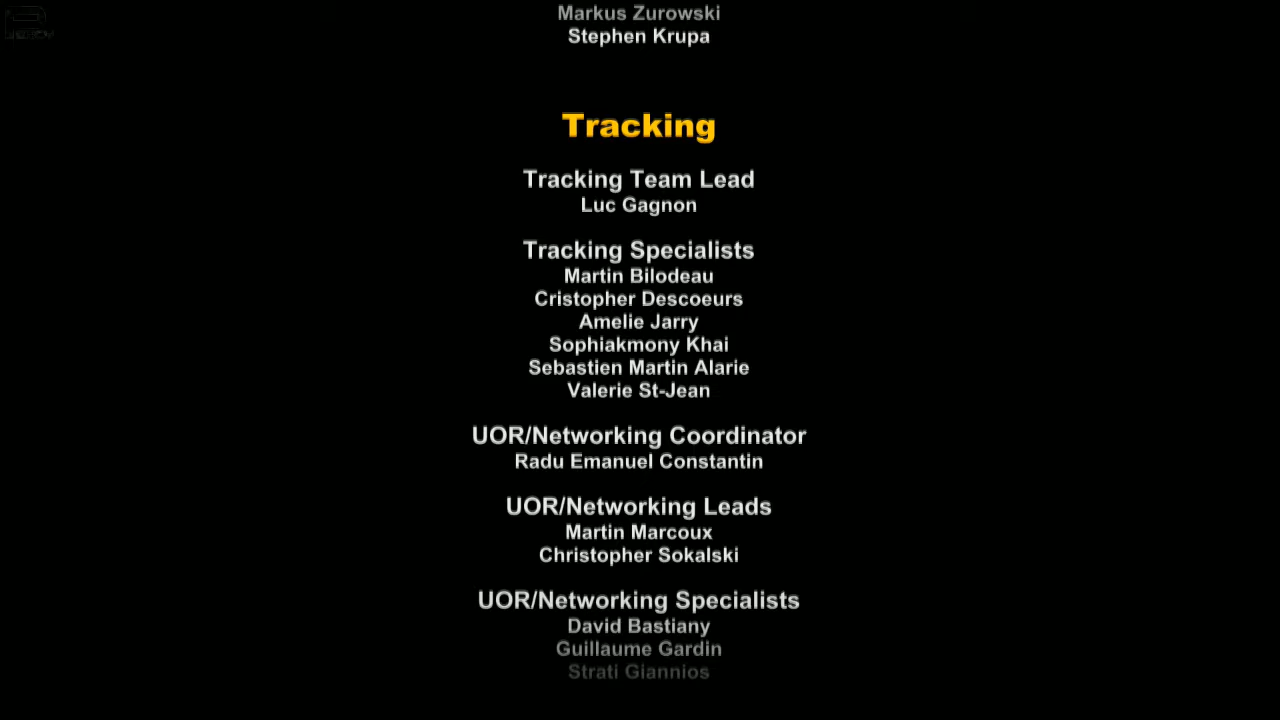 Markus Zurowski
Stephen Krupa
Tracking
Tracking Team Lead
Luc Gagnon
Tracking Specialists
Martin Bilodeau
Cristopher Descoeurs
Amelie Jarry
Sophiakmony Khai
Sebastien Martin Alarie
Valerie St-Jean
UOR/Networking Coordinator
Radu Emanuel Constantin
UOR/Networking Leads
Martin Marcoux
Christopher Sokalski
UOR/Networking Specialists
David Bastiany
Guillaume Gardin
Strati Giannios